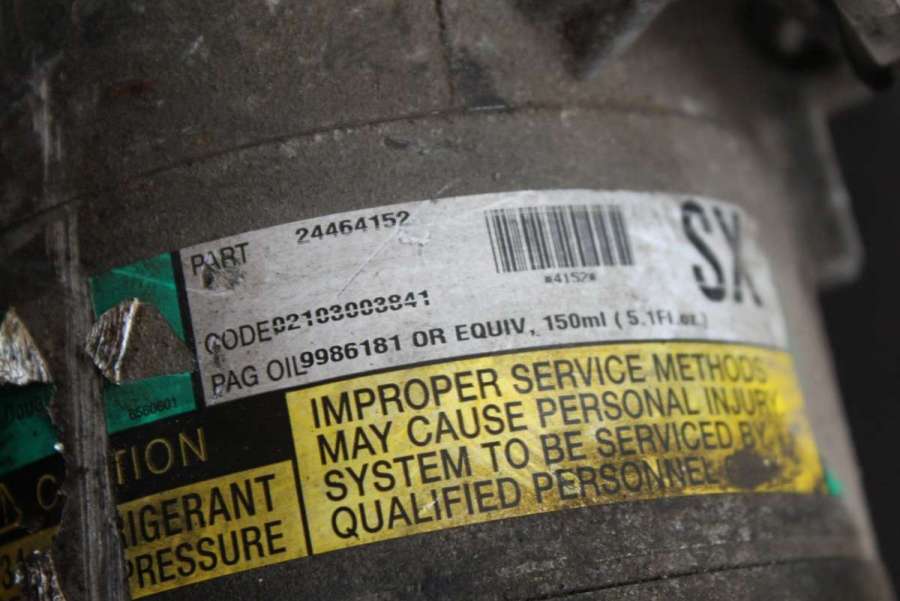 PART 24464152
SX
#4152#
CODE 02103003841
PAG OIL 9986181 OR EQUIV, 150ml ( 5.1Fl.oz.)
8560601
IMPROPER SERVICE METHODS
MAY CAUSE PERSONAL INJURY
SYSTEM TO BE SERVICED BY
QUALIFIED PERSONNEL
TION
RIGERANT
PRESSURE